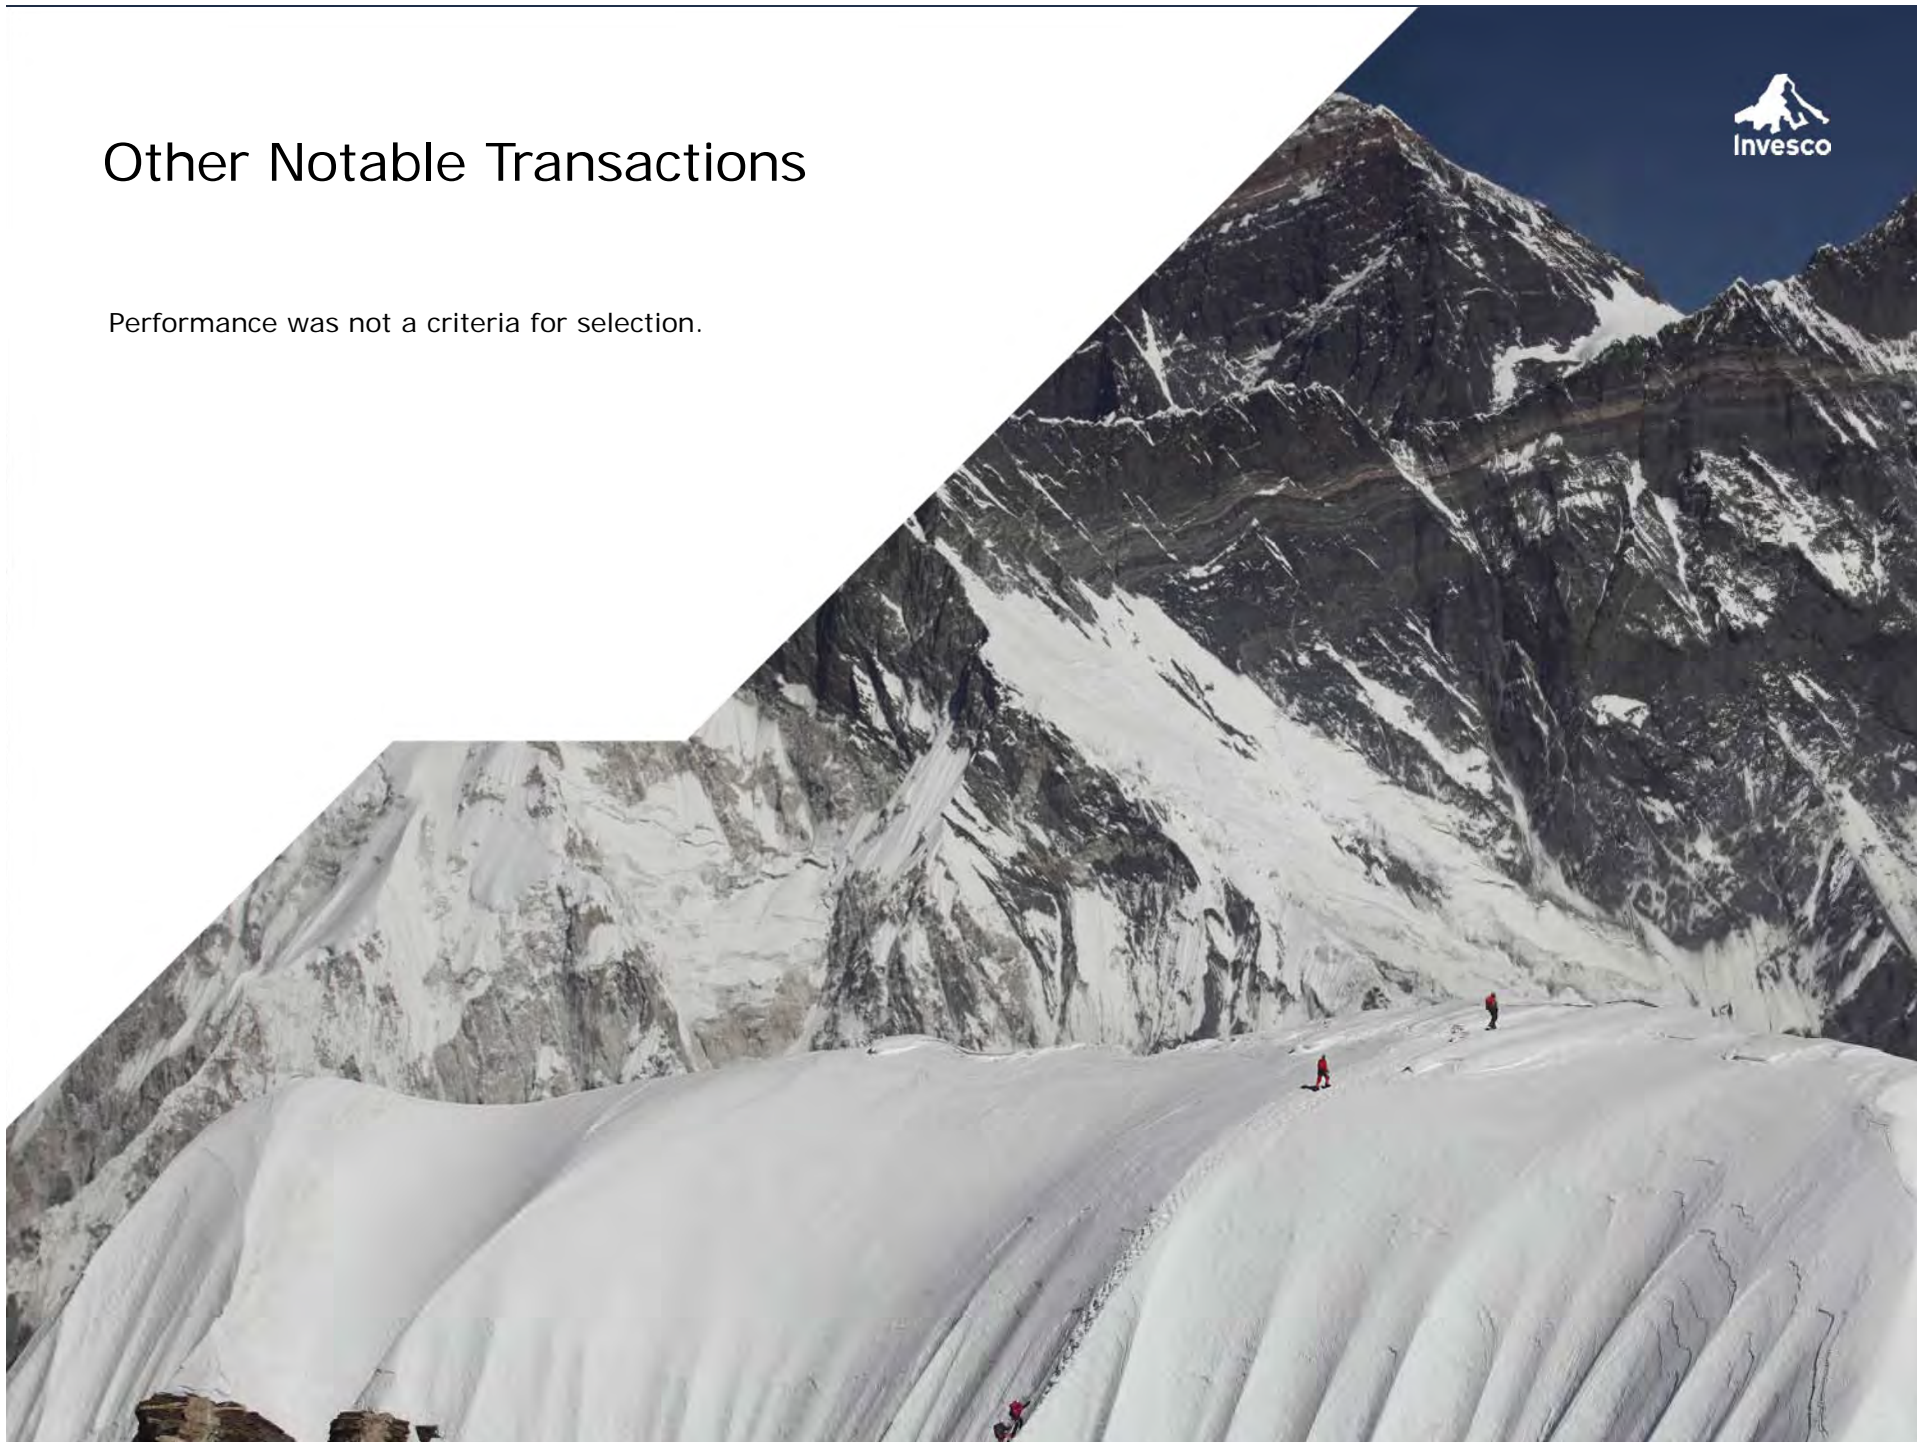 Other Notable Transactions
Invesco
Performance was not a criteria for selection.